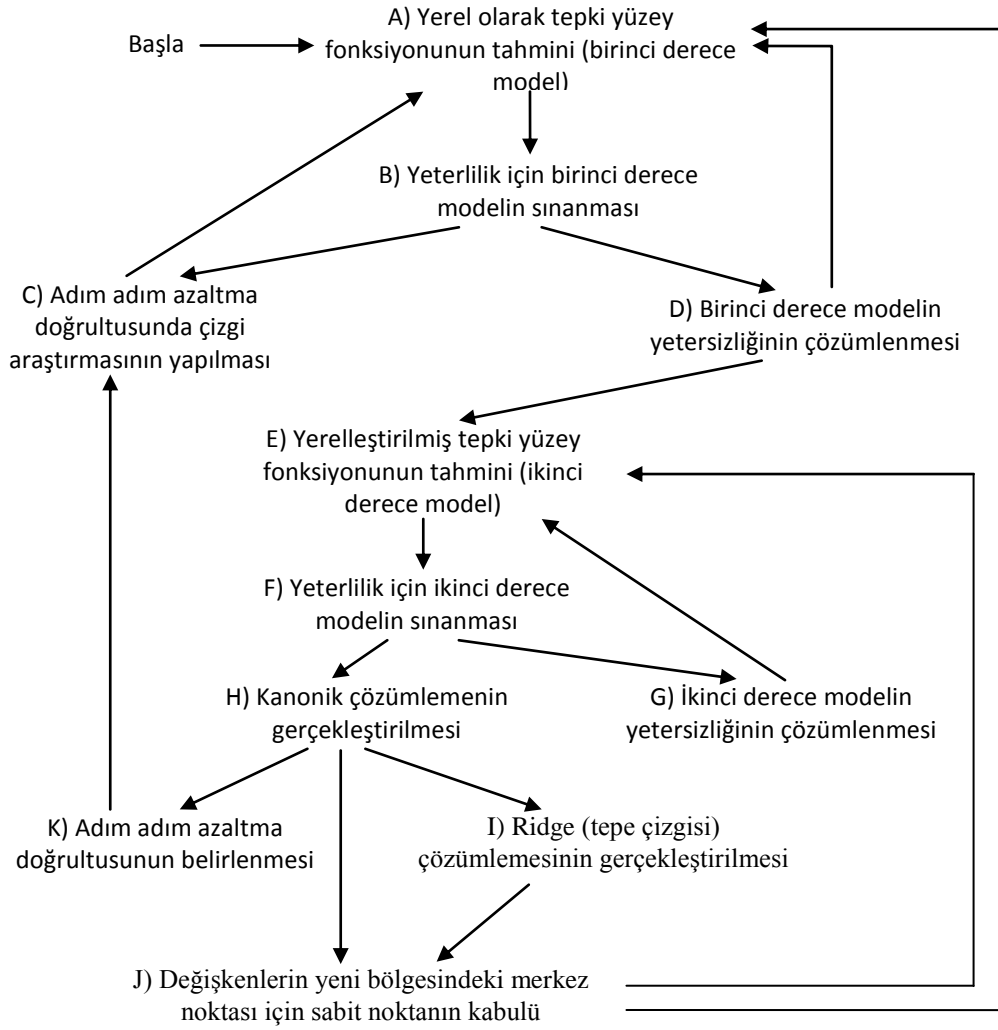 A) Yerel olarak tepki yüzey
Başla
fonksiyonunun tahmini (birinci derece
model)
B) Yeterlilik için birinci derece
modelin sınanması
C) Adım adım azaltma
doğrultusunda çizgi
araştırmasının yapılması
D) Birinci derece modelin
yetersizliğinin çözümlenmesi
E) Yerelleştirilmiş tepki yüzey
fonksiyonunun tahmini (ikinci
derece model)
F) Yeterlilik için ikinci derece
modelin sınanması
H) Kanonik çözümlemenin
gerçekleştirilmesi
G) İkinci derece modelin
yetersizliğinin çözümlenmesi
K) Adım adım azaltma
doğrultusunun belirlenmesi
I) Ridge (tepe çizgisi)
çözümlemesinin gerçekleştirilmesi
J) Değişkenlerin yeni bölgesindeki merkez
noktası için sabit noktanın kabulü